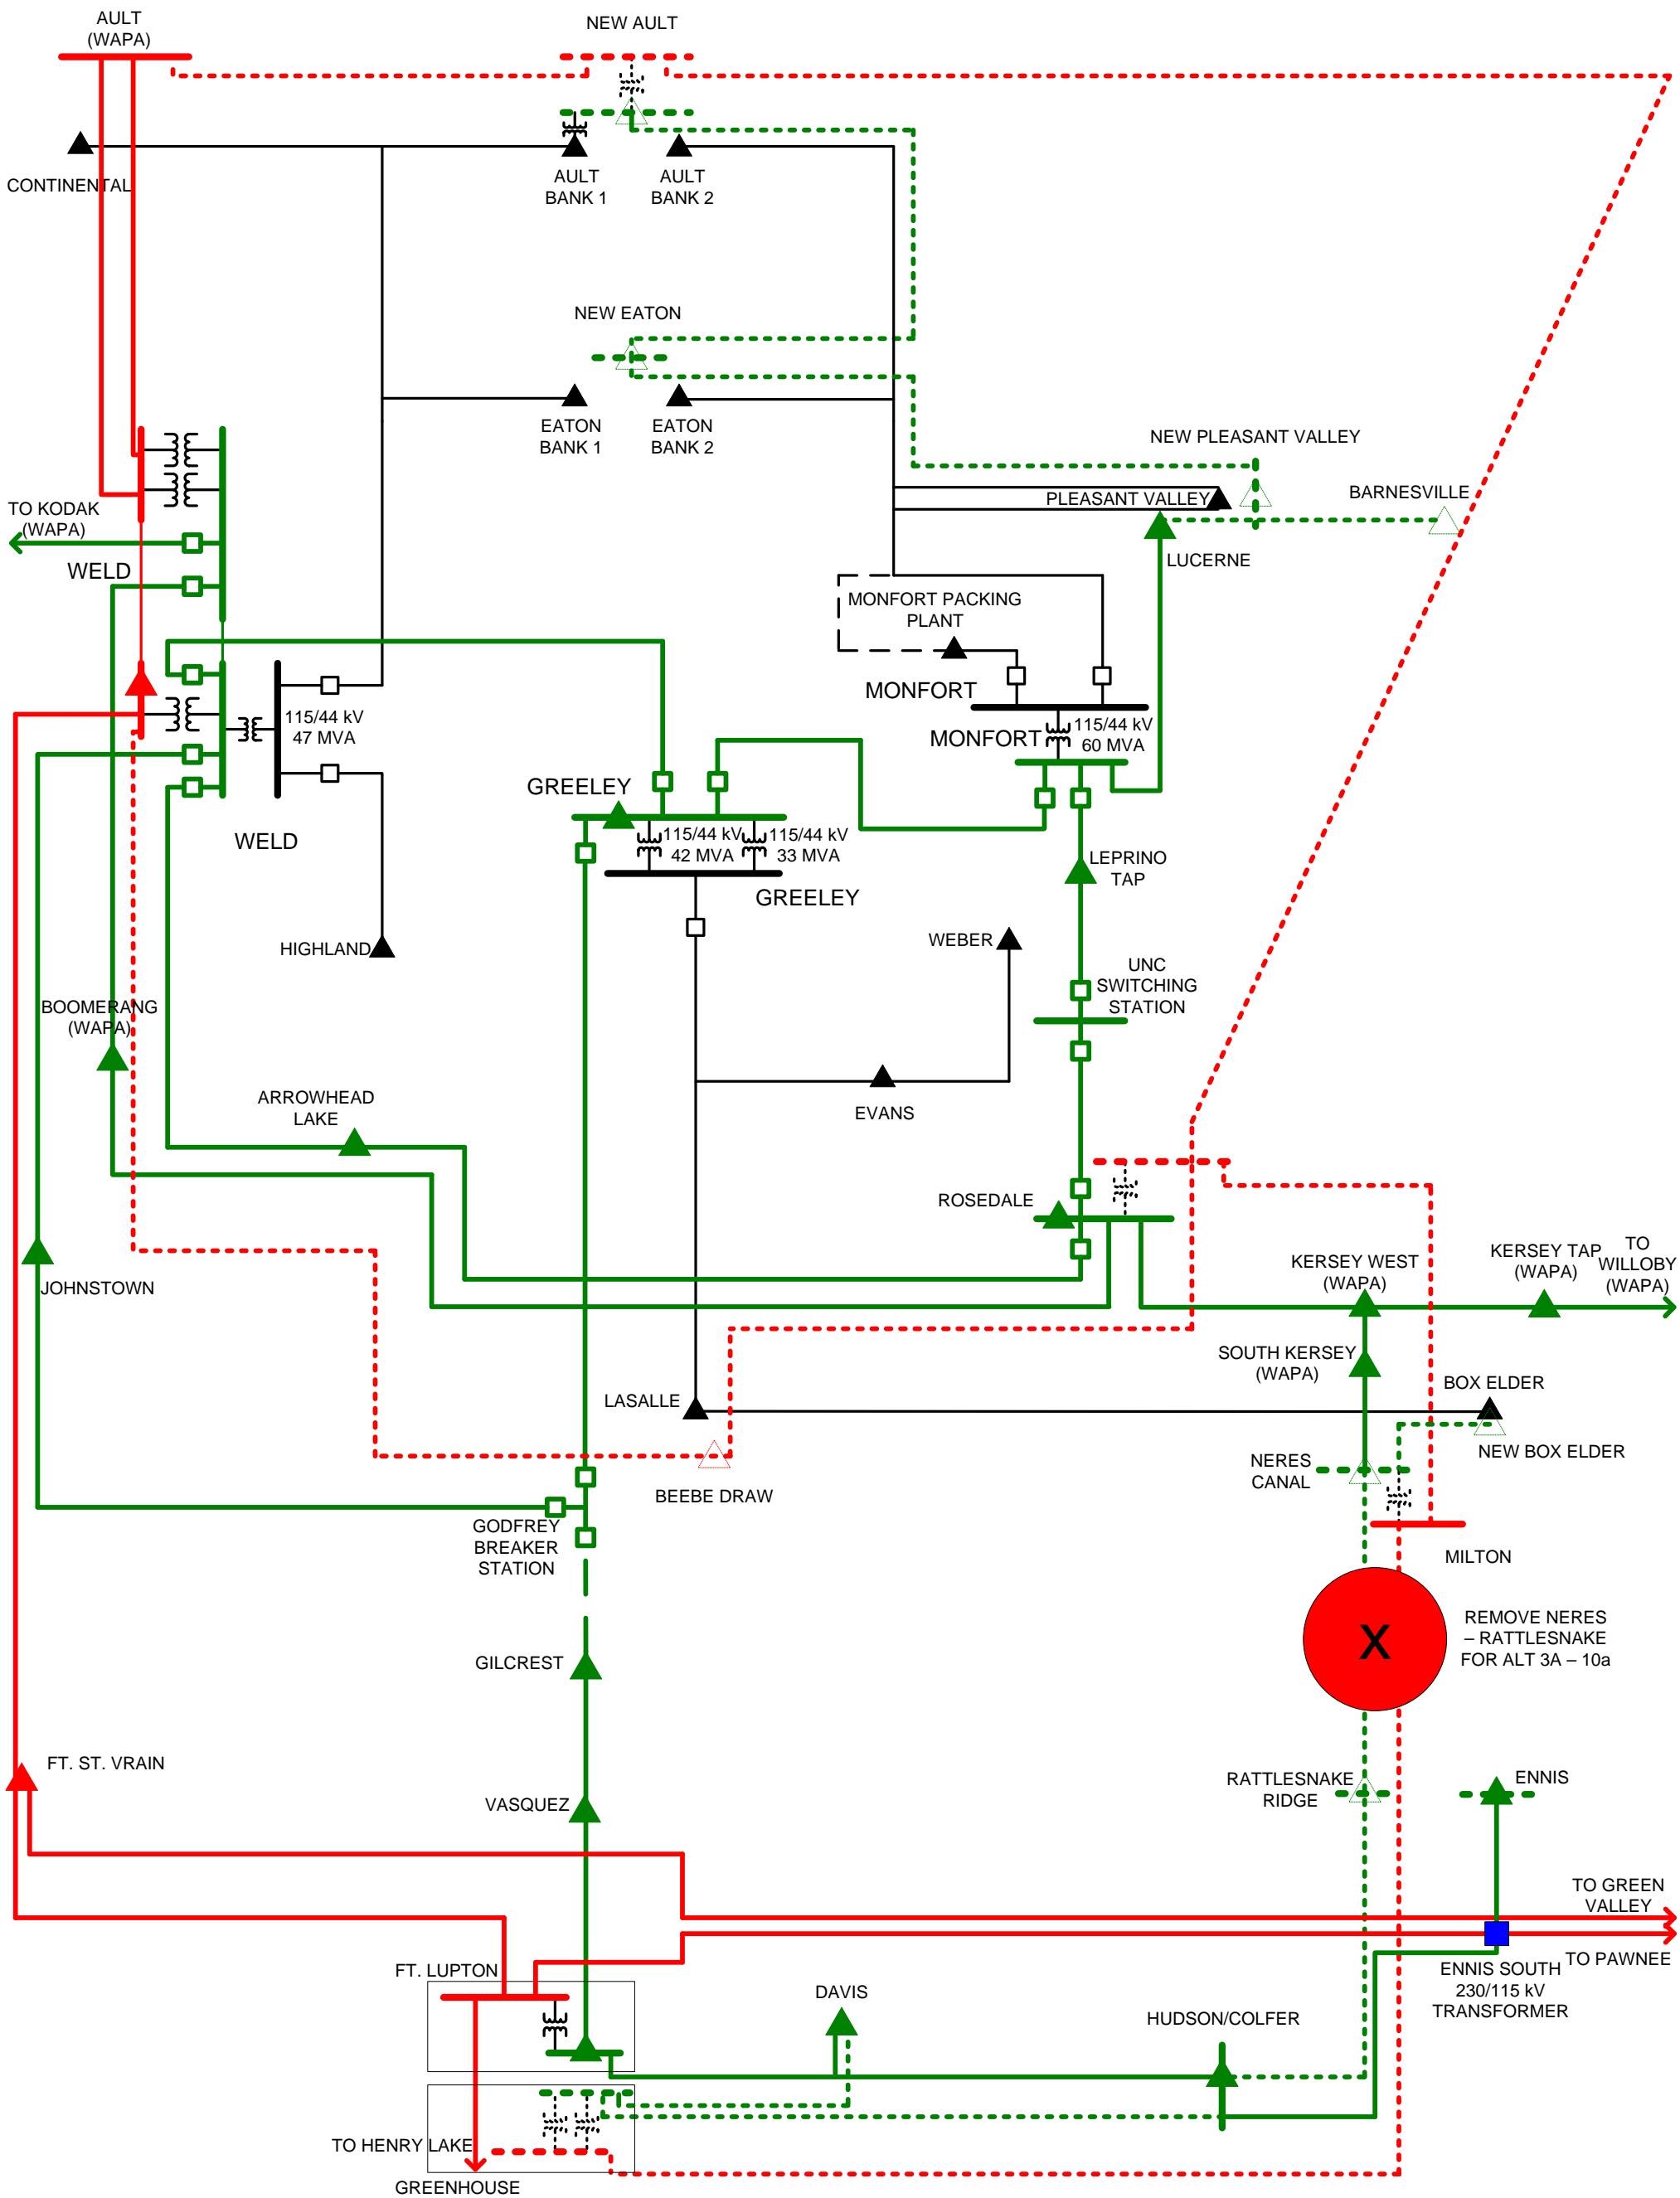 AULT
(WAPA)
NEW AULT
CONTINENTAL
AULT
BANK 1
AULT
BANK 2
NEW EATON
EATON
BANK 1
EATON
BANK 2
NEW PLEASANT VALLEY
PLEASANT VALLEY
BARNESVILLE
TO KODAK
(WAPA)
WELD
LUCERNE
MONFORT PACKING
PLANT
MONFORT
115/44 kV
47 MVA
MONFORT
115/44 kV
60 MVA
GREELEY
WELD
115/44 kV
42 MVA
115/44 kV
33 MVA
LEPRINO
TAP
GREELEY
HIGHLAND
WEBER
UNC
SWITCHING
STATION
BOOMERANG
(WAPA)
ARROWHEAD
LAKE
EVANS
ROSEDALE
JOHNSTOWN
KERSEY WEST
(WAPA)
KERSEY TAP
(WAPA)
TO
WILLOBY
(WAPA)
SOUTH KERSEY
(WAPA)
LASALLE
BOX ELDER
NEW BOX ELDER
NERES
CANAL
BEEBE DRAW
GODFREY
BREAKER
STATION
MILTON
X
REMOVE NERES
– RATTLESNAKE
FOR ALT 3A – 10a
GILCREST
FT. ST. VRAIN
VASQUEZ
RATTLESNAKE
RIDGE
ENNIS
TO GREEN
VALLEY
TO PAWNEE
FT. LUPTON
ENNIS SOUTH
230/115 kV
TRANSFORMER
DAVIS
HUDSON/COLFER
TO HENRY LAKE
GREENHOUSE